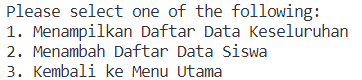 Please select one of the following:
1. Menampilkan Daftar Data Keseluruhan
2. Menambah Daftar Data Siswa
3. Kembali ke Menu Utama